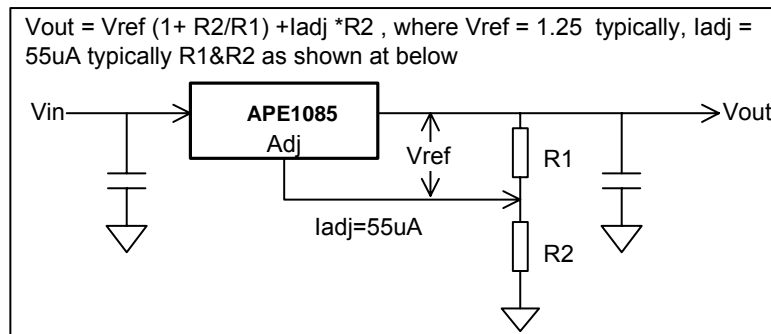 Vout = Vref (1+ R2/R1) +Iadj *R2 , where Vref = 1.25  typically, Iadj =
55uA typically R1&R2 as shown at below
Vin
APE1085
Adj
Vout
Vref
R1
Iadj=55uA
R2